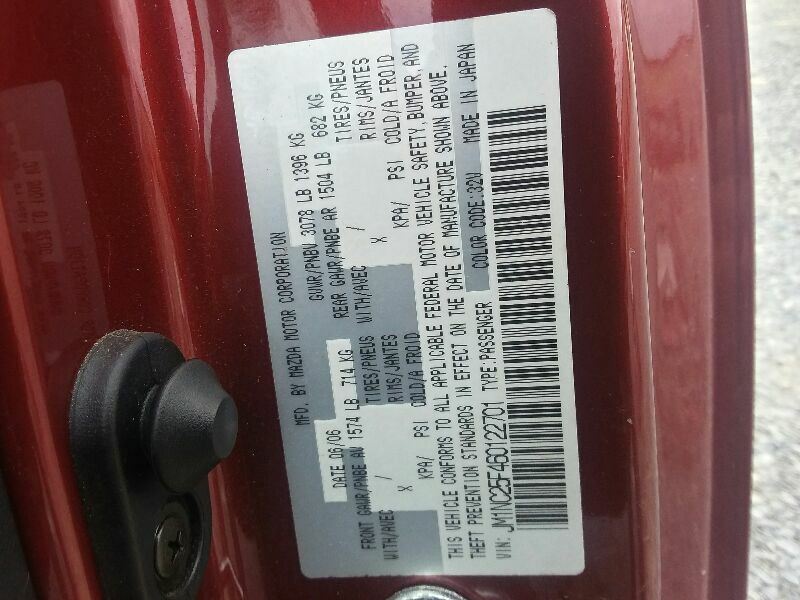 MFD. BY MAZDA MOTOR CORPORATION
DATE 06/06 GVWR/PNBV 3078 LB 1396 KG
FRONT GAWR/PNBE AV 1574 LB 714 KG REAR GAWR/PNBE AR 1504 LB 682 KG
WITH/AVEC / TIRES/PNEUS WITH/AVEC / TIRES/PNEUS
X RIMS/JANTES X RIMS/JANTES
KPA/ PSI COLD/A FROID KPA/ PSI COLD/A FROID
THIS VEHICLE CONFORMS TO ALL APPLICABLE FEDERAL MOTOR VEHICLE SAFETY, BUMPER, AND
THEFT PREVENTION STANDARDS IN EFFECT ON THE DATE OF MANUFACTURE SHOWN ABOVE.
VIN: JM1NC25F460122701 TYPE:PASSENGER COLOR CODE:32V MADE IN JAPAN